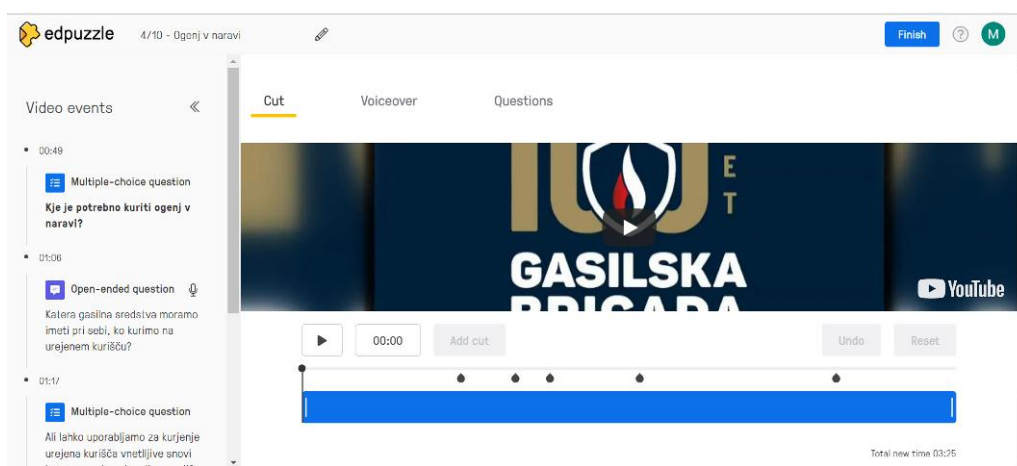 edpuzzle
4/10 - Ogenj v naravi
Finish
?
M
Video events
Cut
Voiceover
Questions
00:49
Multiple-choice question
Kje je potrebno kuriti ogenj v
naravi?
01:06
Open-ended question
Katera gasilna sredstva moramo
imeti pri sebi, ko kurimo na
urejenem kurišču?
01:17
Multiple-choice question
Ali lahko uporabljamo za kurjenje
urejena kurišča vnetljive snovi
100
E
T
GASILSKA
BRIGADA
YouTube
00:00
Add cut
Undo
Reset
Total new time 03:25